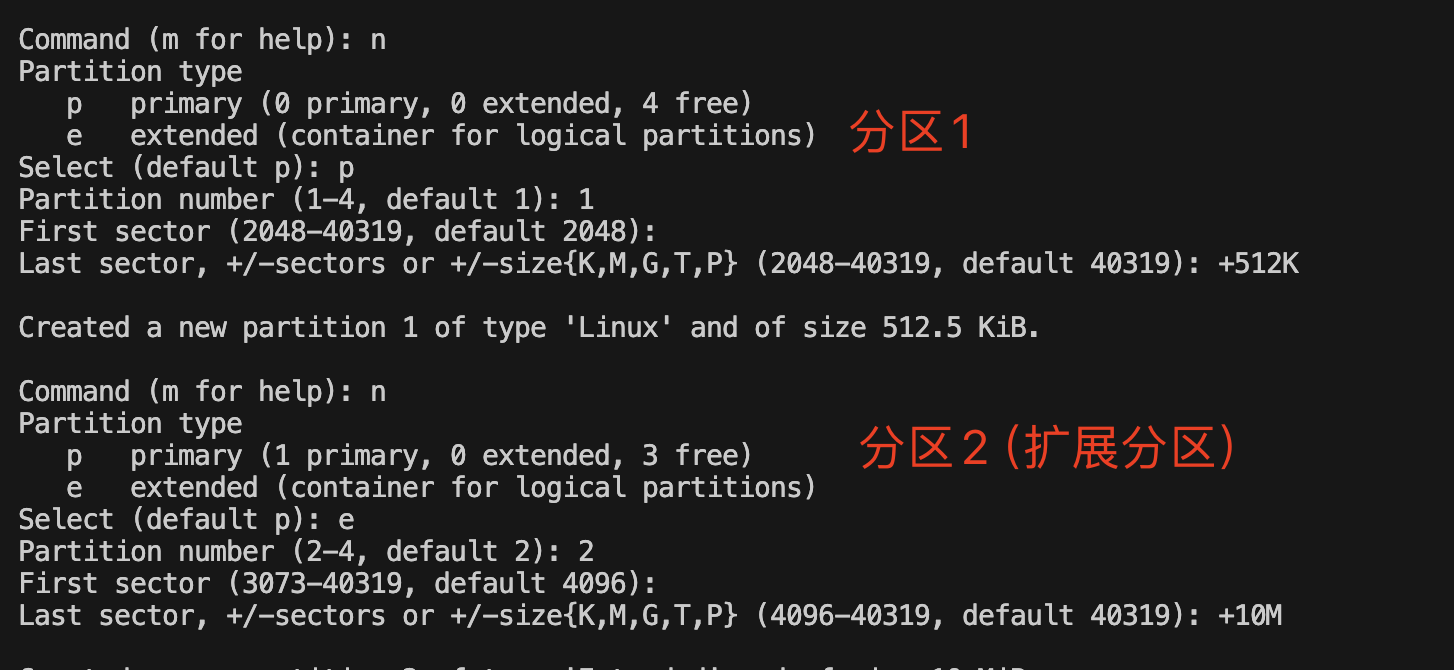 Command (m for help): n
Partition type
   p   primary (0 primary, 0 extended, 4 free)
   e   extended (container for logical partitions)
分区1
Select (default p): p
Partition number (1-4, default 1): 1
First sector (2048-40319, default 2048):
Last sector, +/-sectors or +/-size{K,M,G,T,P} (2048-40319, default 40319): +512K
Created a new partition 1 of type 'Linux' and of size 512.5 KiB.
Command (m for help): n
Partition type
   p   primary (1 primary, 0 extended, 3 free)
分区2 (扩展分区)
   e   extended (container for logical partitions)
Select (default p): e
Partition number (2-4, default 2): 2
First sector (3073-40319, default 4096):
Last sector, +/-sectors or +/-size{K,M,G,T,P} (4096-40319, default 40319): +10M